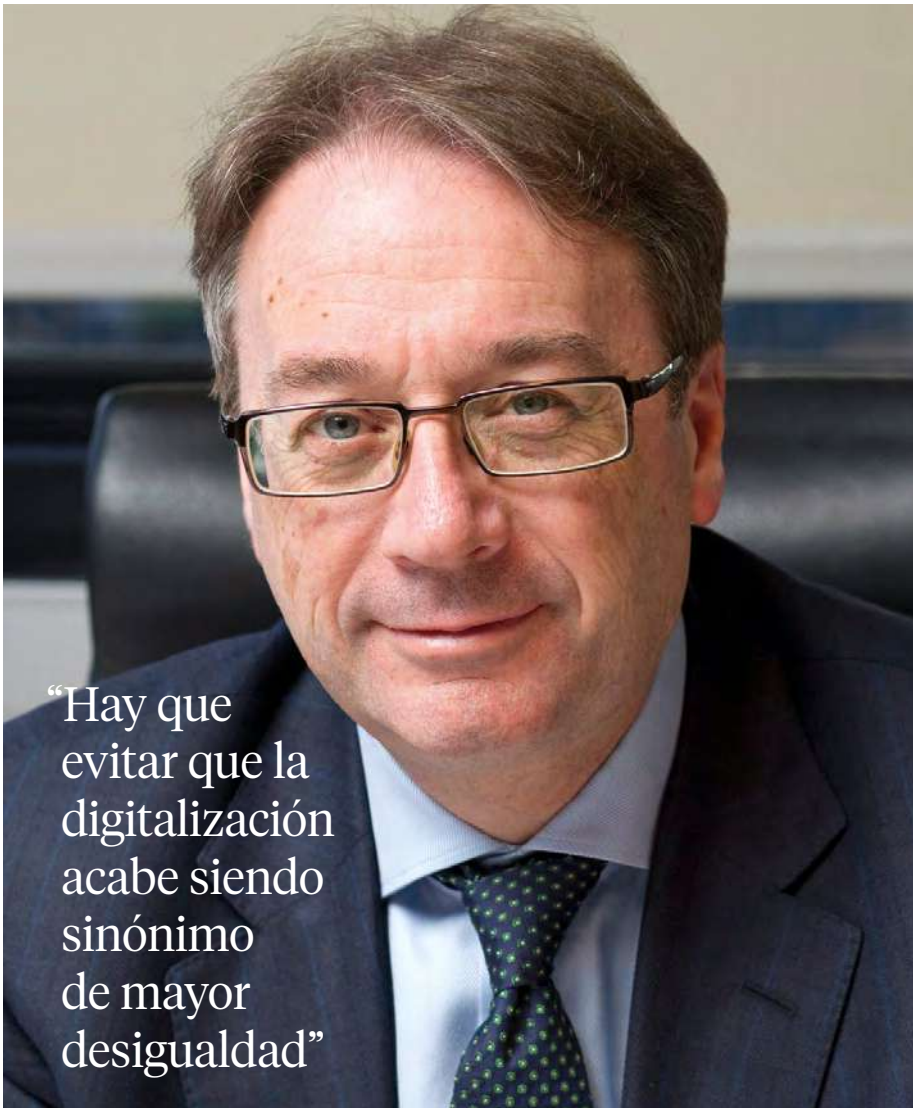 “Hay que
evitar que la
digitalización
acabe siendo
sinónimo
de mayor
desigualdad”